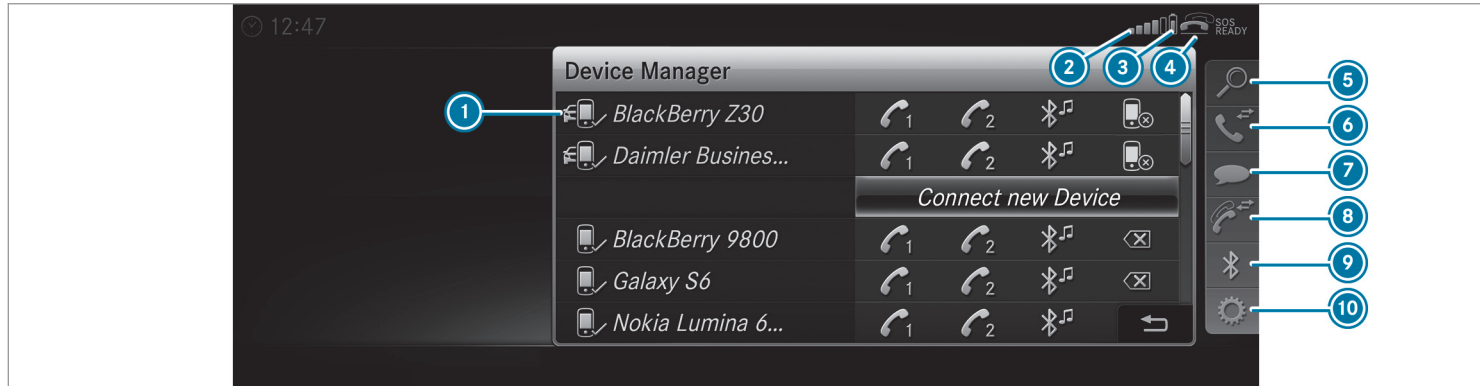 12:47
SOS
READY
Device Manager
2
3
4
5
1
BlackBerry Z30
1
2
6
Daimler Busines...
1
2
7
Connect new Device
8
BlackBerry 9800
1
2
9
Galaxy S6
1
2
10
Nokia Lumina 6...
1
2